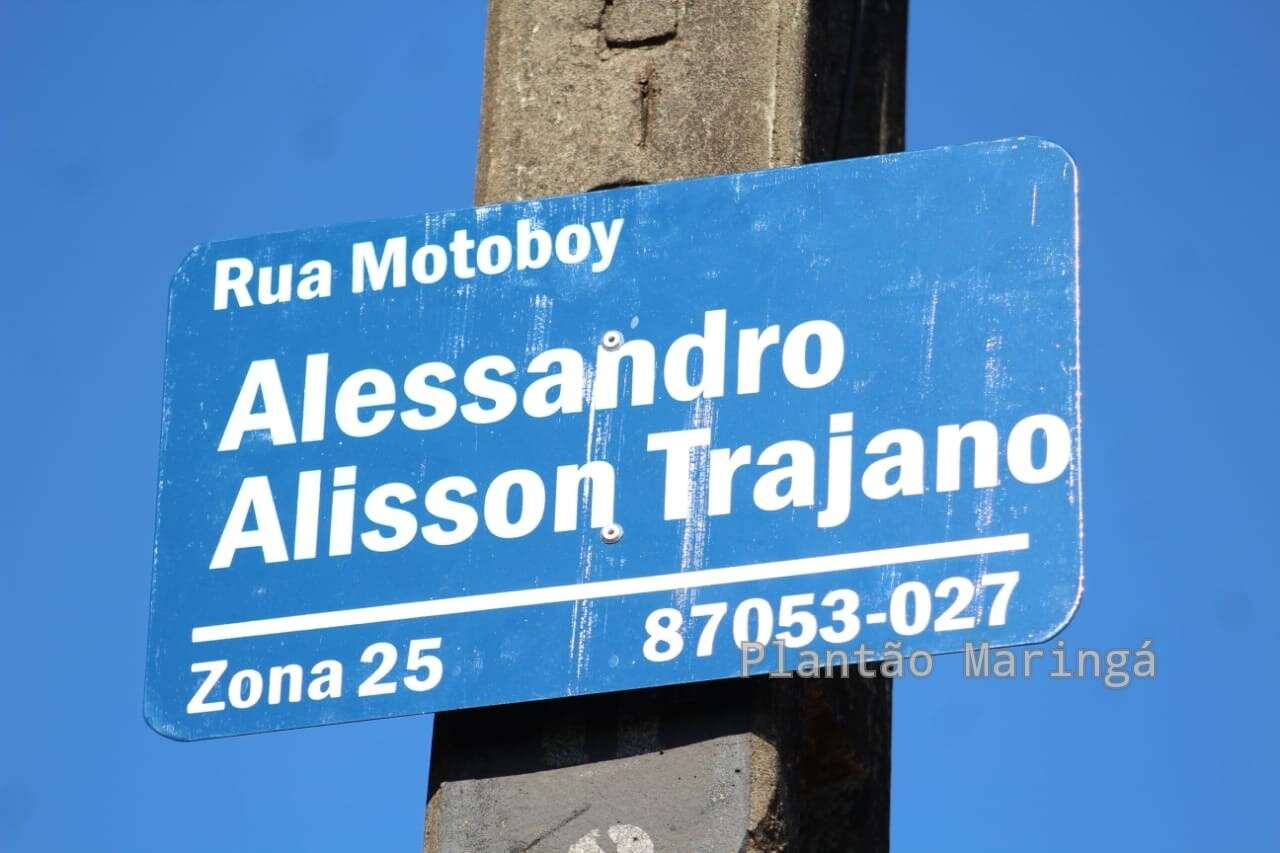 Rua Motoboy
Alessandro
Alisson Trajano
Zona 25 87053-027
Plantão Maringá